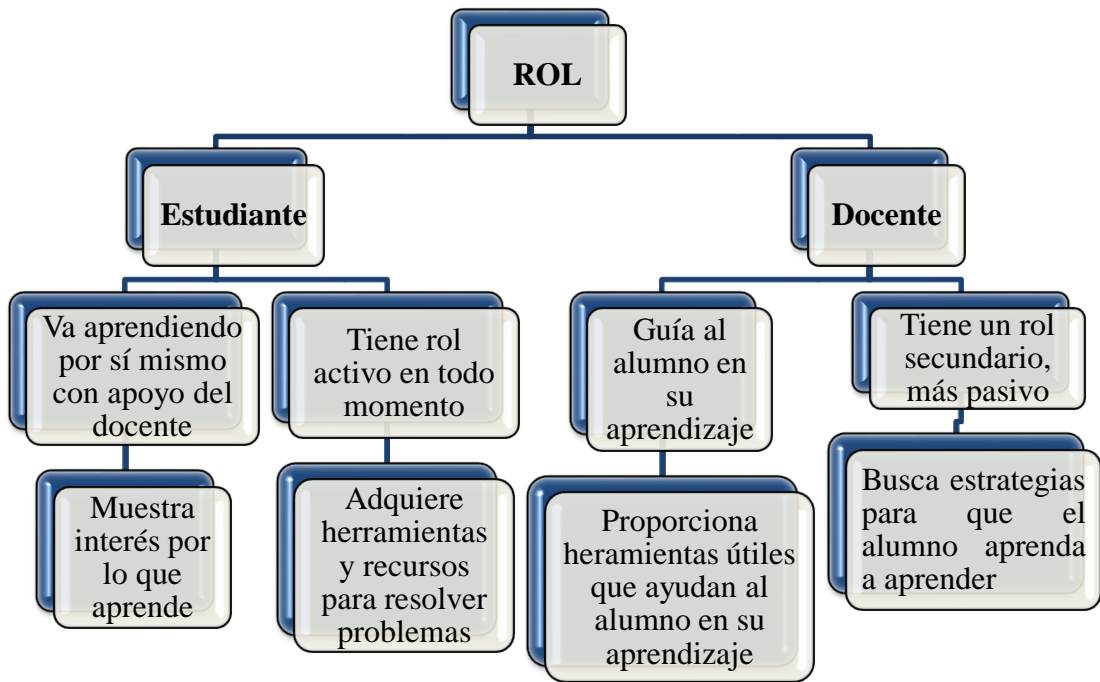 ROL
Estudiante
Docente
Va aprendiendo
por sí mismo
con apoyo del
docente
Tiene rol
activo en todo
momento
Guía al
alumno en
su
aprendizaje
Tiene un rol
secundario,
más pasivo
Muestra
interés por
lo que
aprende
Adquiere
herramientas
y recursos
para resolver
problemas
Proporciona
heramientas útiles
que ayudan al
alumno en su
aprendizaje
Busca estrategias
para que el
alumno aprenda
a aprender